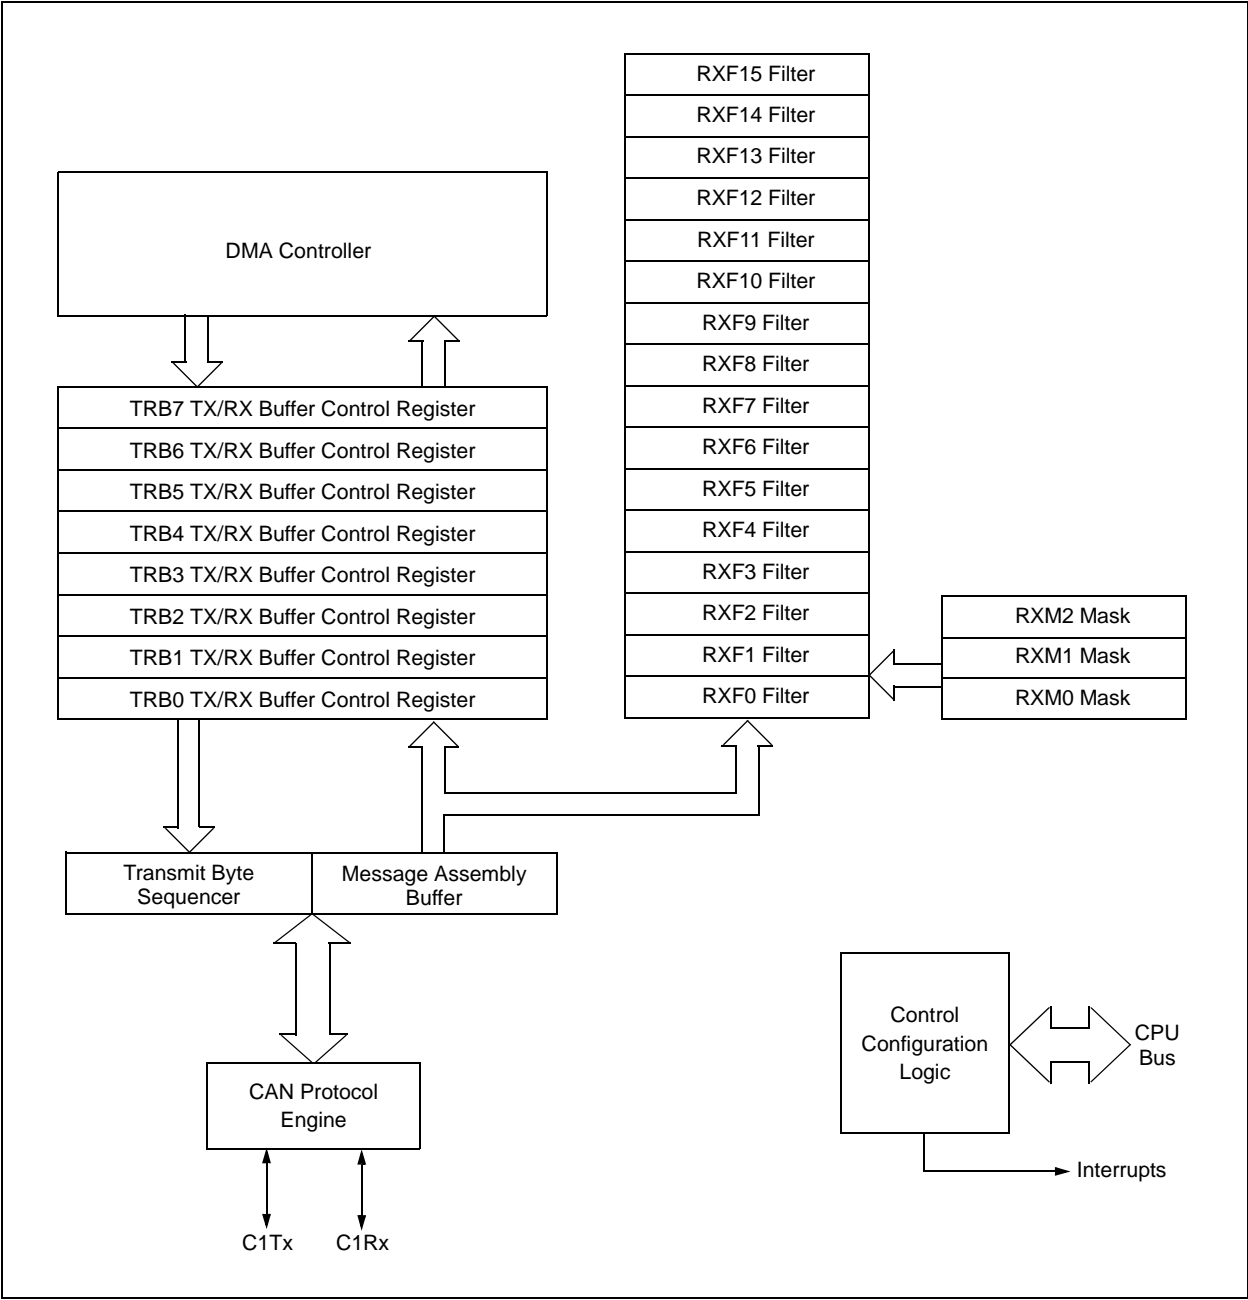 RXF15 Filter
RXF14 Filter
RXF13 Filter
RXF12 Filter
RXF11 Filter
RXF10 Filter
RXF9 Filter
RXF8 Filter
RXF7 Filter
RXF6 Filter
RXF5 Filter
RXF4 Filter
RXF3 Filter
RXF2 Filter
RXF1 Filter
RXF0 Filter
DMA Controller
TRB7 TX/RX Buffer Control Register
TRB6 TX/RX Buffer Control Register
TRB5 TX/RX Buffer Control Register
TRB4 TX/RX Buffer Control Register
TRB3 TX/RX Buffer Control Register
TRB2 TX/RX Buffer Control Register
TRB1 TX/RX Buffer Control Register
TRB0 TX/RX Buffer Control Register
RXM2 Mask
RXM1 Mask
RXM0 Mask
Transmit Byte
Sequencer
Message Assembly
Buffer
CAN Protocol
Engine
C1Tx
C1Rx
Control
Configuration
Logic
CPU
Bus
Interrupts